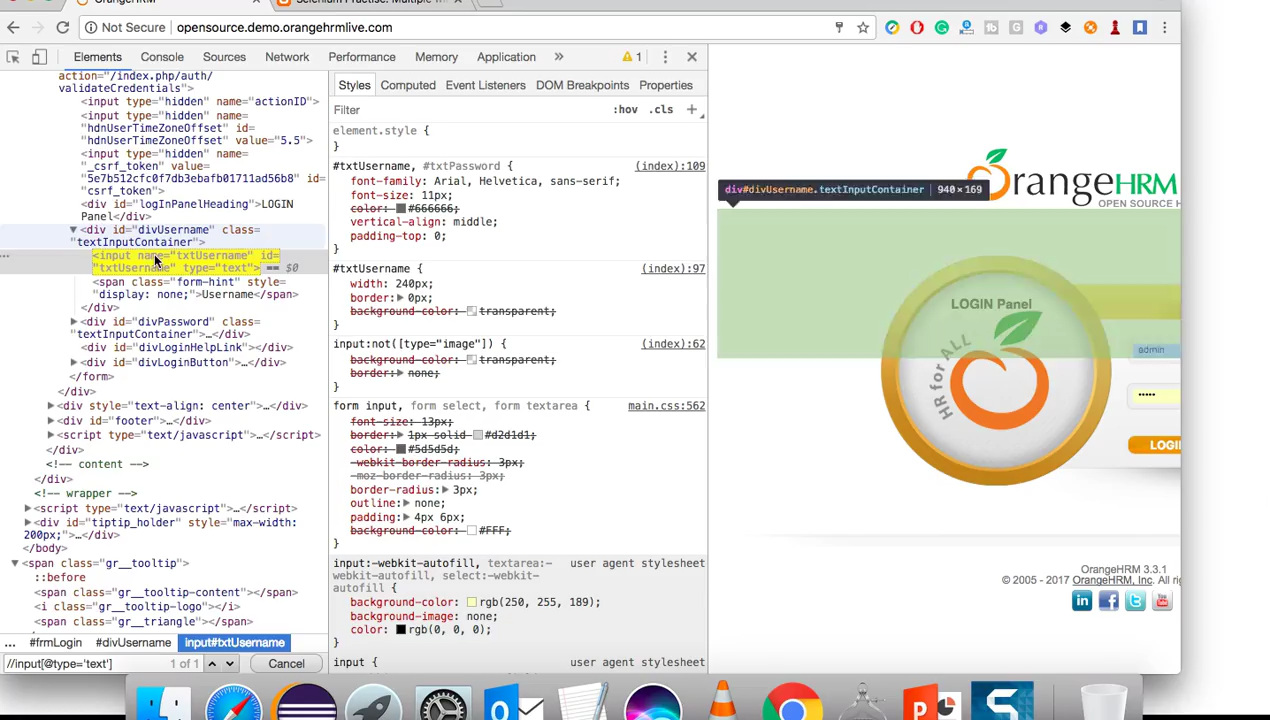 OrangeHRM
Selenium Practise: Multiple
Not Secure opensource.demo.orangehrmlive.com
Elements Console Sources Network Performance Memory Application » 1
action="/index.php/auth/
validateCredentials">
<input type="hidden" name="actionID">
<input type="hidden" name=
"hdnUserTimeZoneOffset" id=
"hdnUserTimeZoneOffset" value="5.5">
<input type="hidden" name=
"_csrf_token" value=
"5e7b512cfc0f7db3ebafb01711ad56b8" id=
"csrf_token">
<div id="logInPanelHeading">LOGIN
Panel</div>
<div id="divUsername" class=
"textInputContainer">
<input name="txtUsername" id=
"txtUsername" type="text"> == $0
<span class="form-hint" style=
"display: none;">Username</span>
</div>
<div id="divPassword" class=
"textInputContainer">…</div>
<div id="divLoginHelpLink"></div>
<div id="divLoginButton">…</div>
</form>
</div>
<div style="text-align: center">…</div>
<div id="footer">…</div>
<script type="text/javascript">…</script>
</div>
<!-- content -->
</div>
<!-- wrapper -->
<script type="text/javascript">…</script>
<div id="tiptip_holder" style="max-width:
200px;">…</div>
</body>
<span class="gr__tooltip">
::before
<span class="gr__tooltip-content"></span>
<i class="gr__tooltip-logo"></i>
<span class="gr__triangle"></span>
... #frmLogin #divUsername input#txtUsername
//input[@type='text'] 1 of 1 Cancel
Styles Computed Event Listeners DOM Breakpoints Properties
Filter :hov .cls +
element.style {
}
#txtUsername, #txtPassword { (index):109
font-family: Arial, Helvetica, sans-serif;
font-size: 11px;
color: #666666;
vertical-align: middle;
padding-top: 0;
}
#txtUsername { (index):97
width: 240px;
border: 0px;
background-color: transparent;
}
input:not([type="image"]) { (index):62
background-color: transparent;
border: none;
}
form input, form select, form textarea { main.css:562
font-size: 13px;
border: 1px solid #d2d1d1;
color: #5d5d5d;
-webkit-border-radius: 3px;
-moz-border-radius: 3px;
border-radius: 3px;
outline: none;
padding: 4px 6px;
background-color: #FFF;
}
input:-webkit-autofill, textarea:- user agent stylesheet
webkit-autofill, select:-webkit-
autofill {
background-color: rgb(250, 255, 189);
background-image: none;
color: rgb(0, 0, 0);
}
input { user agent stylesheet
OrangeHRM
OPEN SOURCE H
div#divUsername.textInputContainer | 940×169
LOGIN Panel
HR for ALL
admin
•••••
LOGI
OrangeHRM 3.3.1
© 2005 - 2017 OrangeHRM, Inc. All ri
in f t You Tube